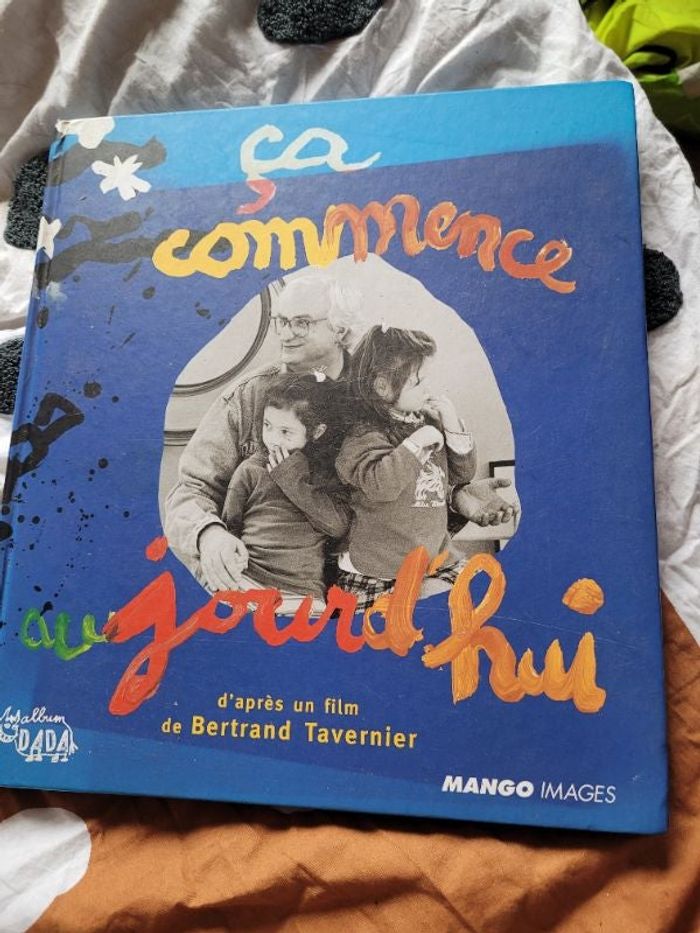 ça
commence
aujourd'hui
d'après un film
de Bertrand Tavernier
album
DADA
MANGO IMAGES